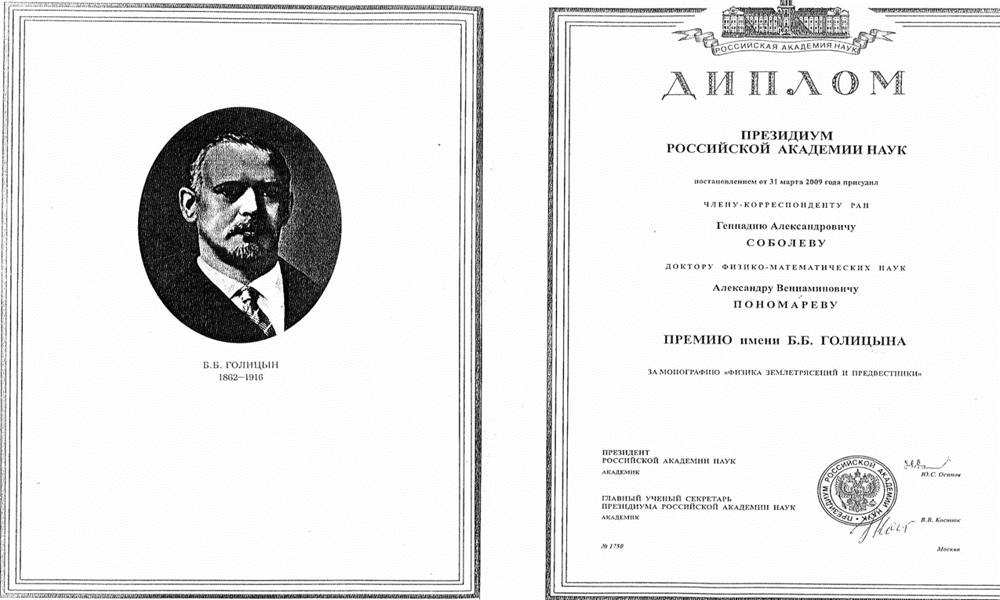 Б.Б. ГОЛИЦЫН
1862–1916
РОССИЙСКАЯ АКАДЕМИЯ НАУК
ДИПЛОМ
ПРЕЗИДИУМ
РОССИЙСКОЙ АКАДЕМИИ НАУК
постановлением от 31 марта 2009 года присудил
ЧЛЕНУ-КОРРЕСПОНДЕНТУ РАН
Геннадию Александровичу
СОБОЛЕВУ
ДОКТОРУ ФИЗИКО-МАТЕМАТИЧЕСКИХ НАУК
Александру Вениаминовичу
ПОНОМАРЕВУ
ПРЕМИЮ имени Б.Б. ГОЛИЦЫНА
ЗА МОНОГРАФИЮ «ФИЗИКА ЗЕМЛЕТРЯСЕНИЙ И ПРЕДВЕСТНИКИ»
ПРЕЗИДЕНТ
РОССИЙСКОЙ АКАДЕМИИ НАУК
АКАДЕМИК
Ю.С. Осипов
ПРЕЗИДИУМ РОССИЙСКОЙ АКАДЕМИИ НАУК
ГЛАВНЫЙ УЧЕНЫЙ СЕКРЕТАРЬ
ПРЕЗИДИУМА РОССИЙСКОЙ АКАДЕМИИ НАУК
АКАДЕМИК
В.В. Костюк
№ 1750
Москва